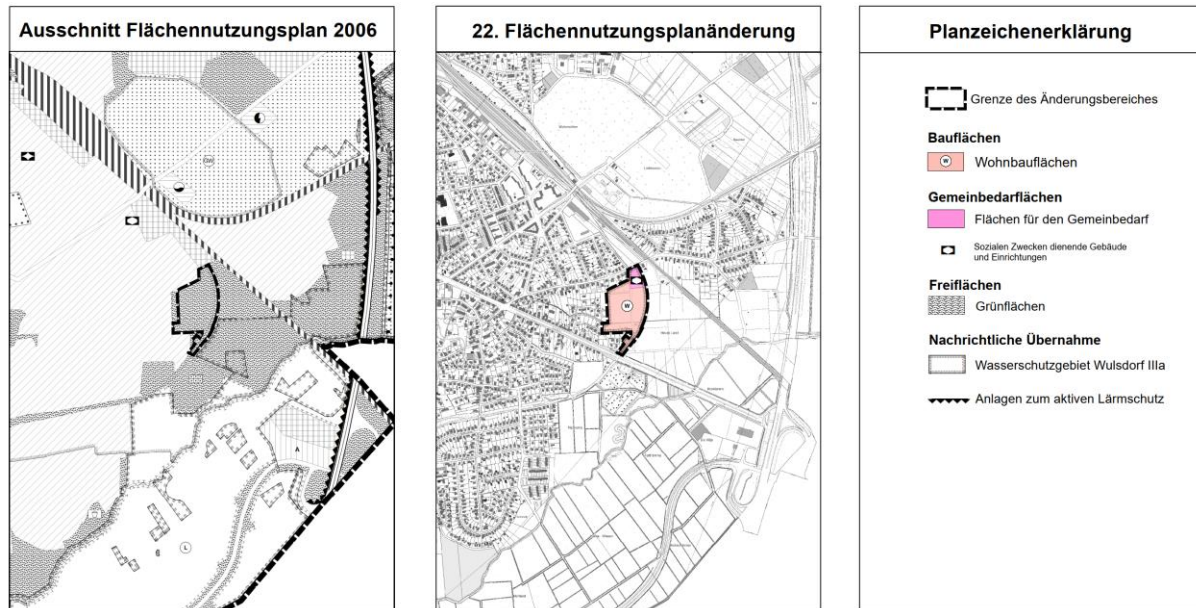 Ausschnitt Flächennutzungsplan 2006
L
22. Flächennutzungsplanänderung
W
Planzeichenerklärung
Grenze des Änderungsbereiches
Bauflächen
W
Wohnbauflächen
Gemeinbedarflächen
Flächen für den Gemeinbedarf
Sozialen Zwecken dienende Gebäude
und Einrichtungen
Freiflächen
Grünflächen
Nachrichtliche Übernahme
Wasserschutzgebiet Wulsdorf IIIa
Anlagen zum aktiven Lärmschutz